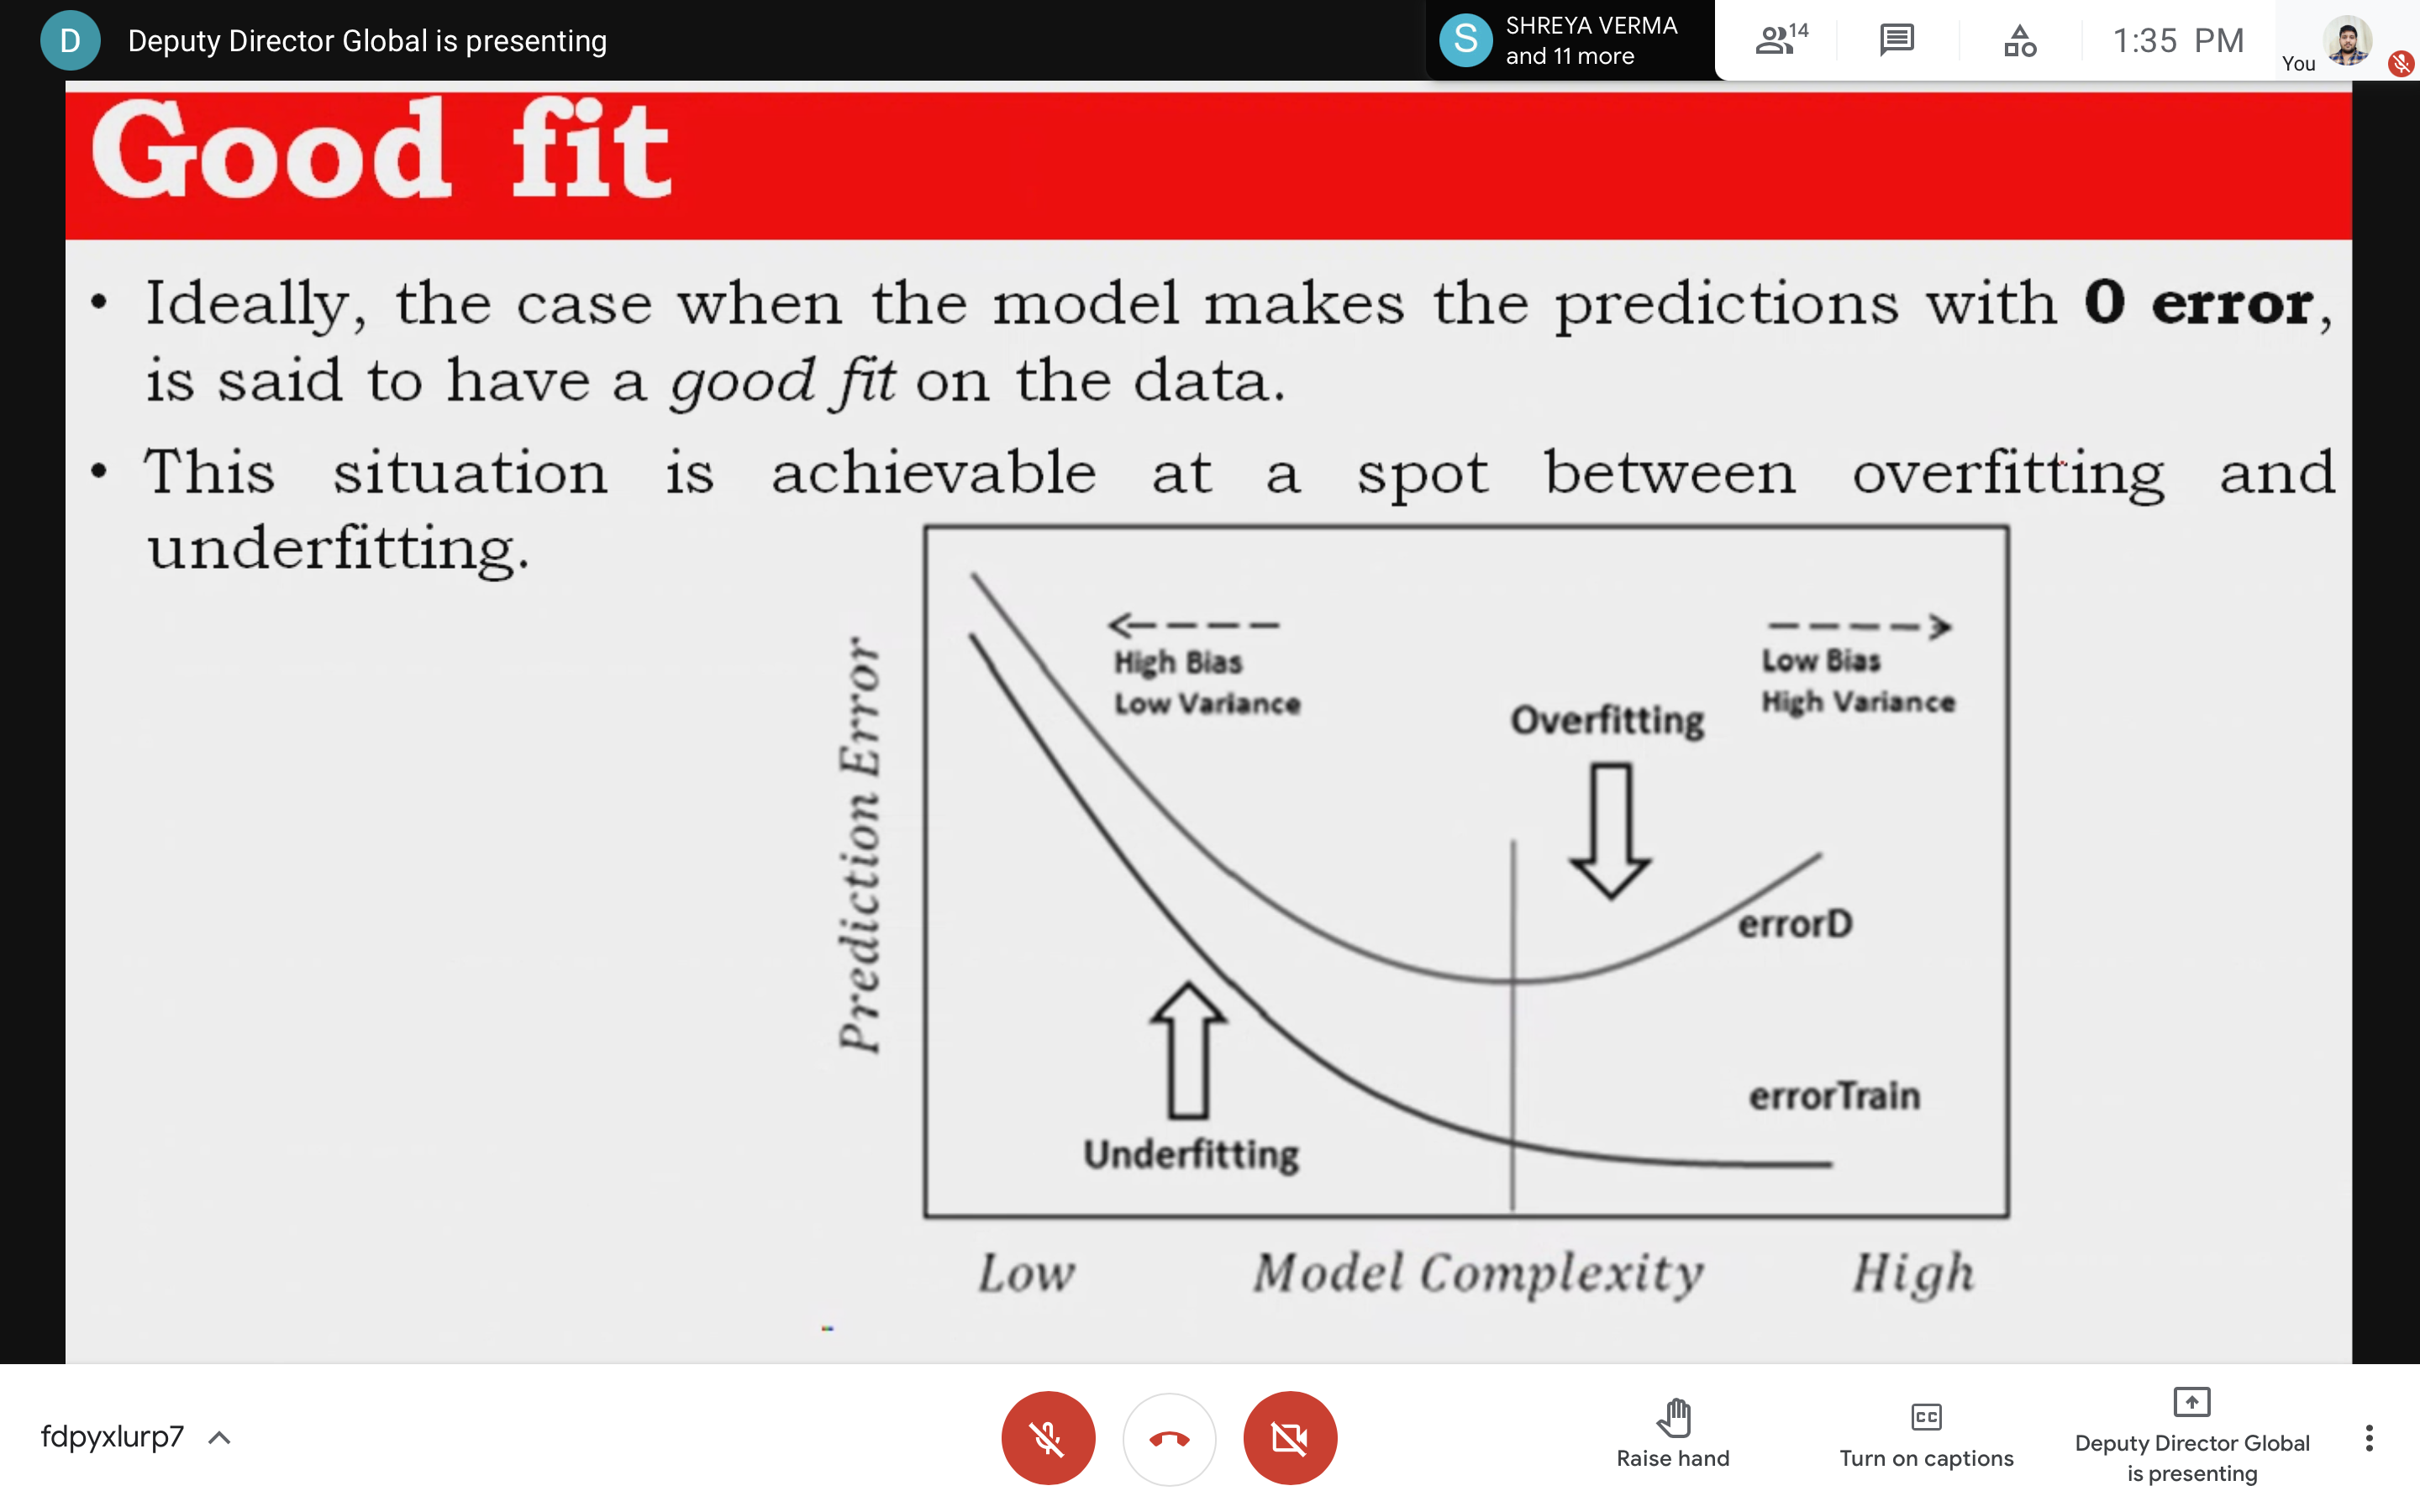 D
Deputy Director Global is presenting
S
SHREYA VERMA
and 11 more
14
1:35 PM
You
Good fit
• Ideally, the case when the model makes the predictions with 0 error,
is said to have a good fit on the data.
• This situation is achievable at a spot between overfitting and
underfitting.
High Bias
Low Variance
Low Bias
High Variance
Overfitting
Prediction Error
errorD
errorTrain
Underfitting
Low
Model Complexity
High
fdpyxlurp7
Raise hand
CC
Turn on captions
Deputy Director Global
is presenting